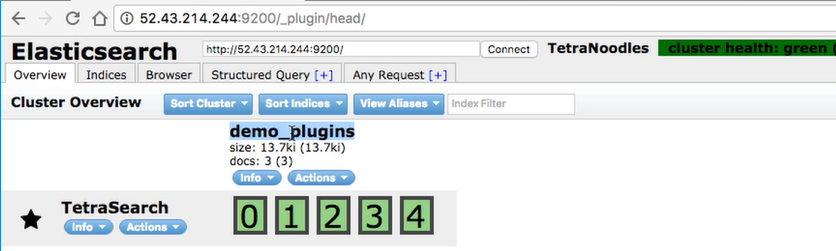 52.43.214.244:9200/_plugin/head/
Elasticsearch http://52.43.214.244:9200/ Connect TetraNoodles cluster health: green (
Overview Indices Browser Structured Query [+] Any Request [+]
Cluster Overview Sort Cluster Sort Indices View Aliases Index Filter
demo_plugins
size: 13.7ki (13.7ki)
docs: 3 (3)
Info Actions
TetraSearch 0 1 2 3 4
Info Actions